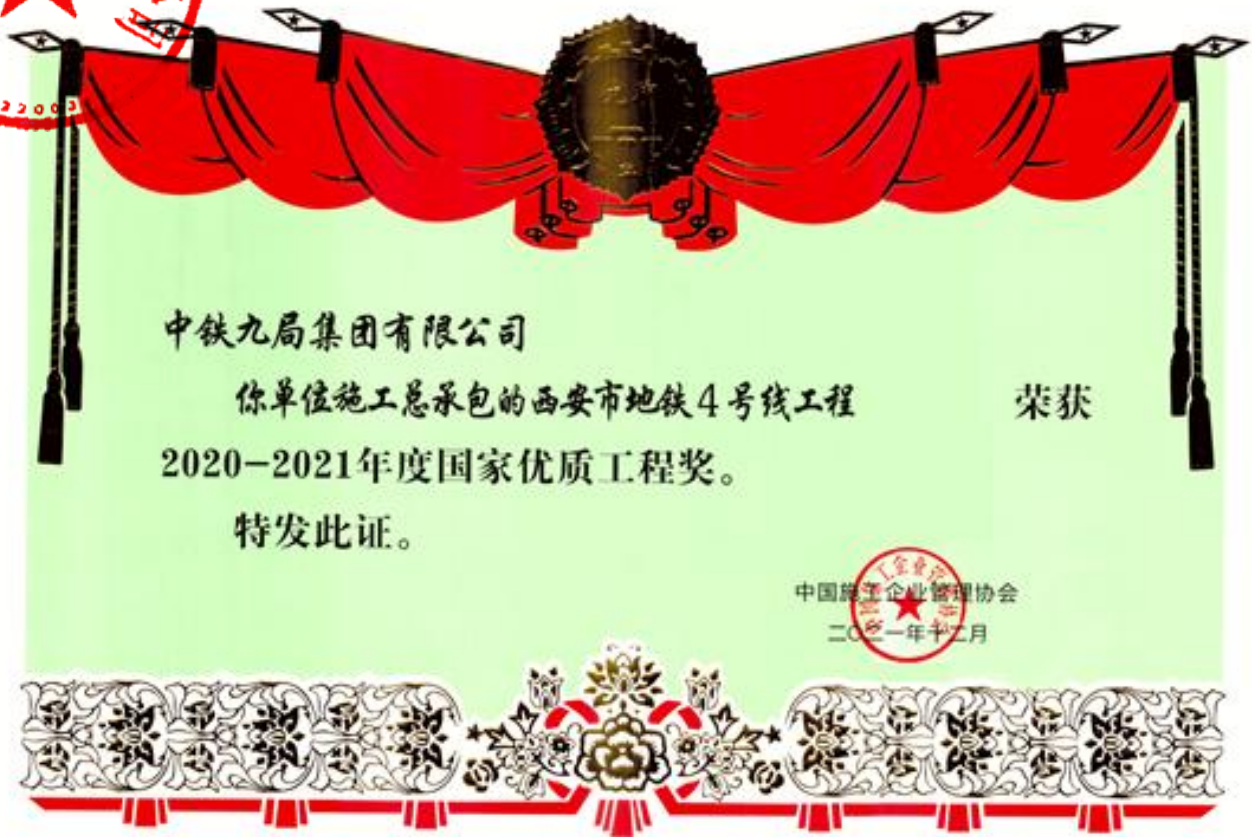 22003
中铁九局集团有限公司
你单位施工总承包的西安市地铁4号线工程 荣获
2020-2021年度国家优质工程奖。
特发此证。
中国施工企业管理协会
二〇二一年十二月